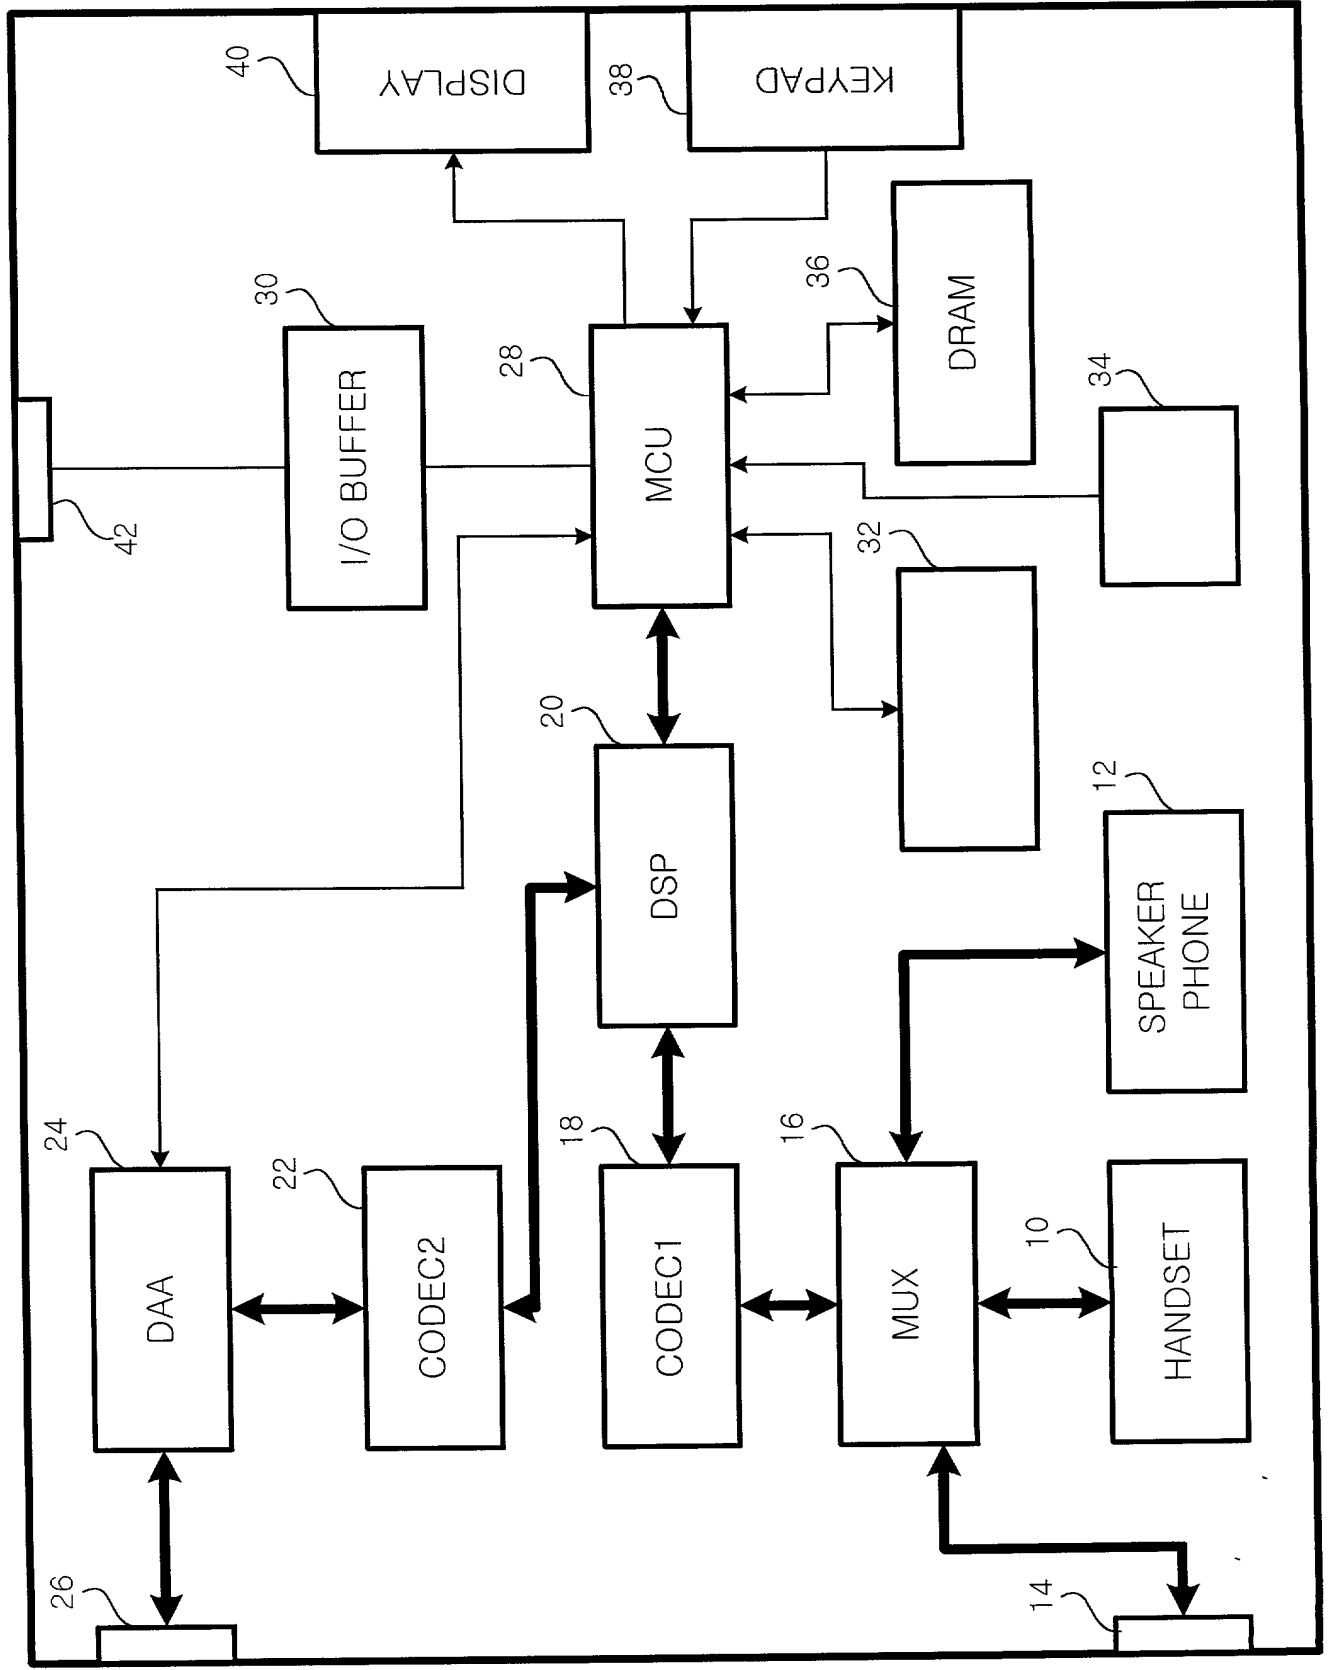 26
24
DAA
22
CODEC2
18
CODEC1
16
MUX
10
HANDSET
14
12
SPEAKER
PHONE
20
DSP
28
MCU
30
I/O BUFFER
42
32
34
36
DRAM
40
DISPLAY
38
KEYPAD